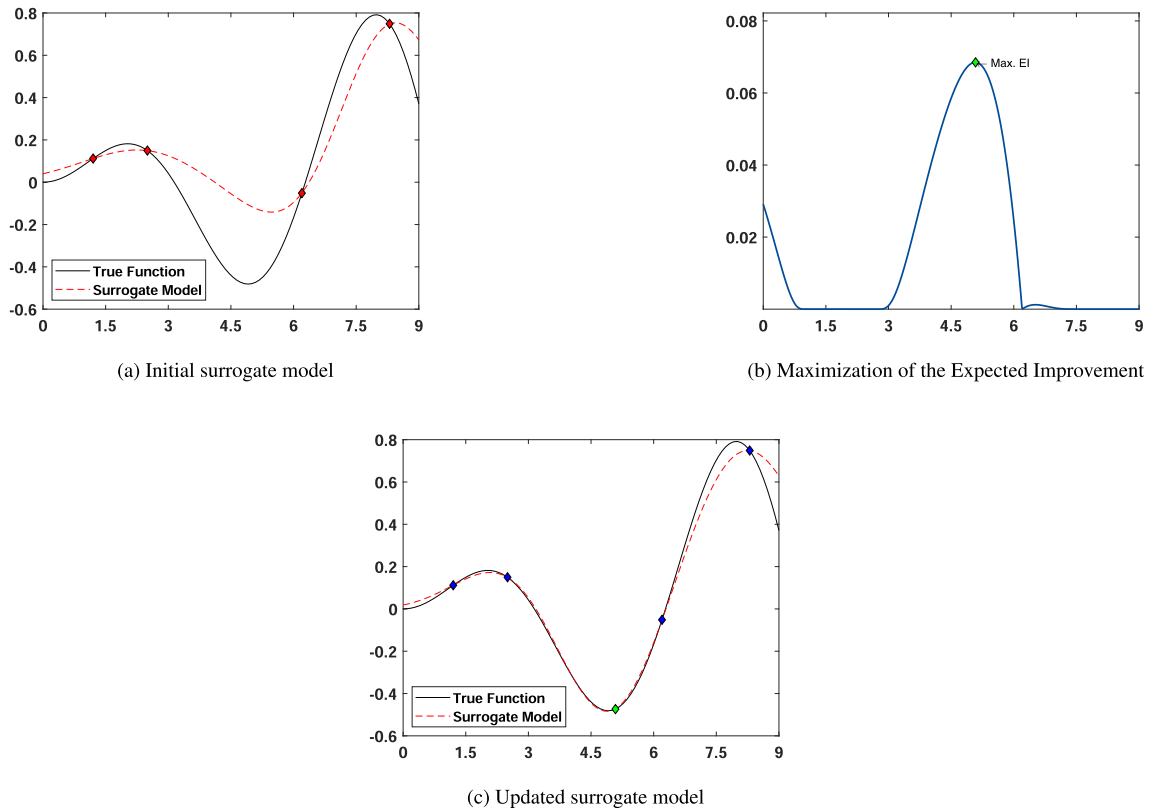 0.8
0.6
0.4
0.2
0
-0.2
-0.4
-0.6
True Function
Surrogate Model
0 1.5 3 4.5 6 7.5 9
(a) Initial surrogate model
0.08
0.06
0.04
0.02
Max. EI
0 1.5 3 4.5 6 7.5 9
(b) Maximization of the Expected Improvement
0.8
0.6
0.4
0.2
0
-0.2
-0.4
-0.6
True Function
Surrogate Model
0 1.5 3 4.5 6 7.5 9
(c) Updated surrogate model